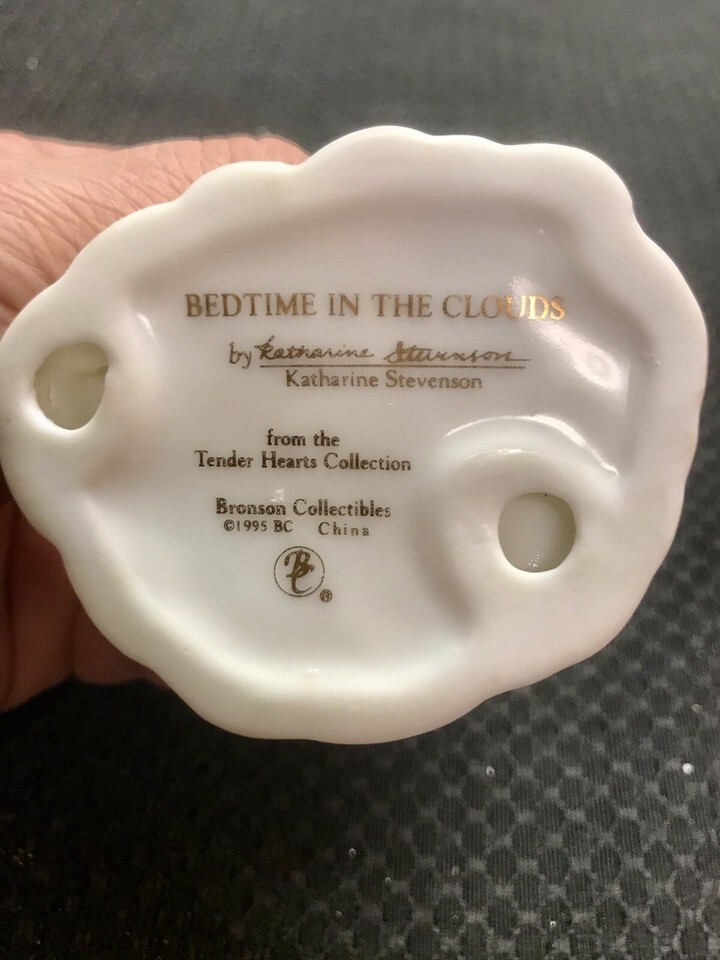 BEDTIME IN THE CLOUDS
by Katharine Stevenson
Katharine Stevenson
from the
Tender Hearts Collection
Bronson Collectibles
©1995 BC China
BC
®